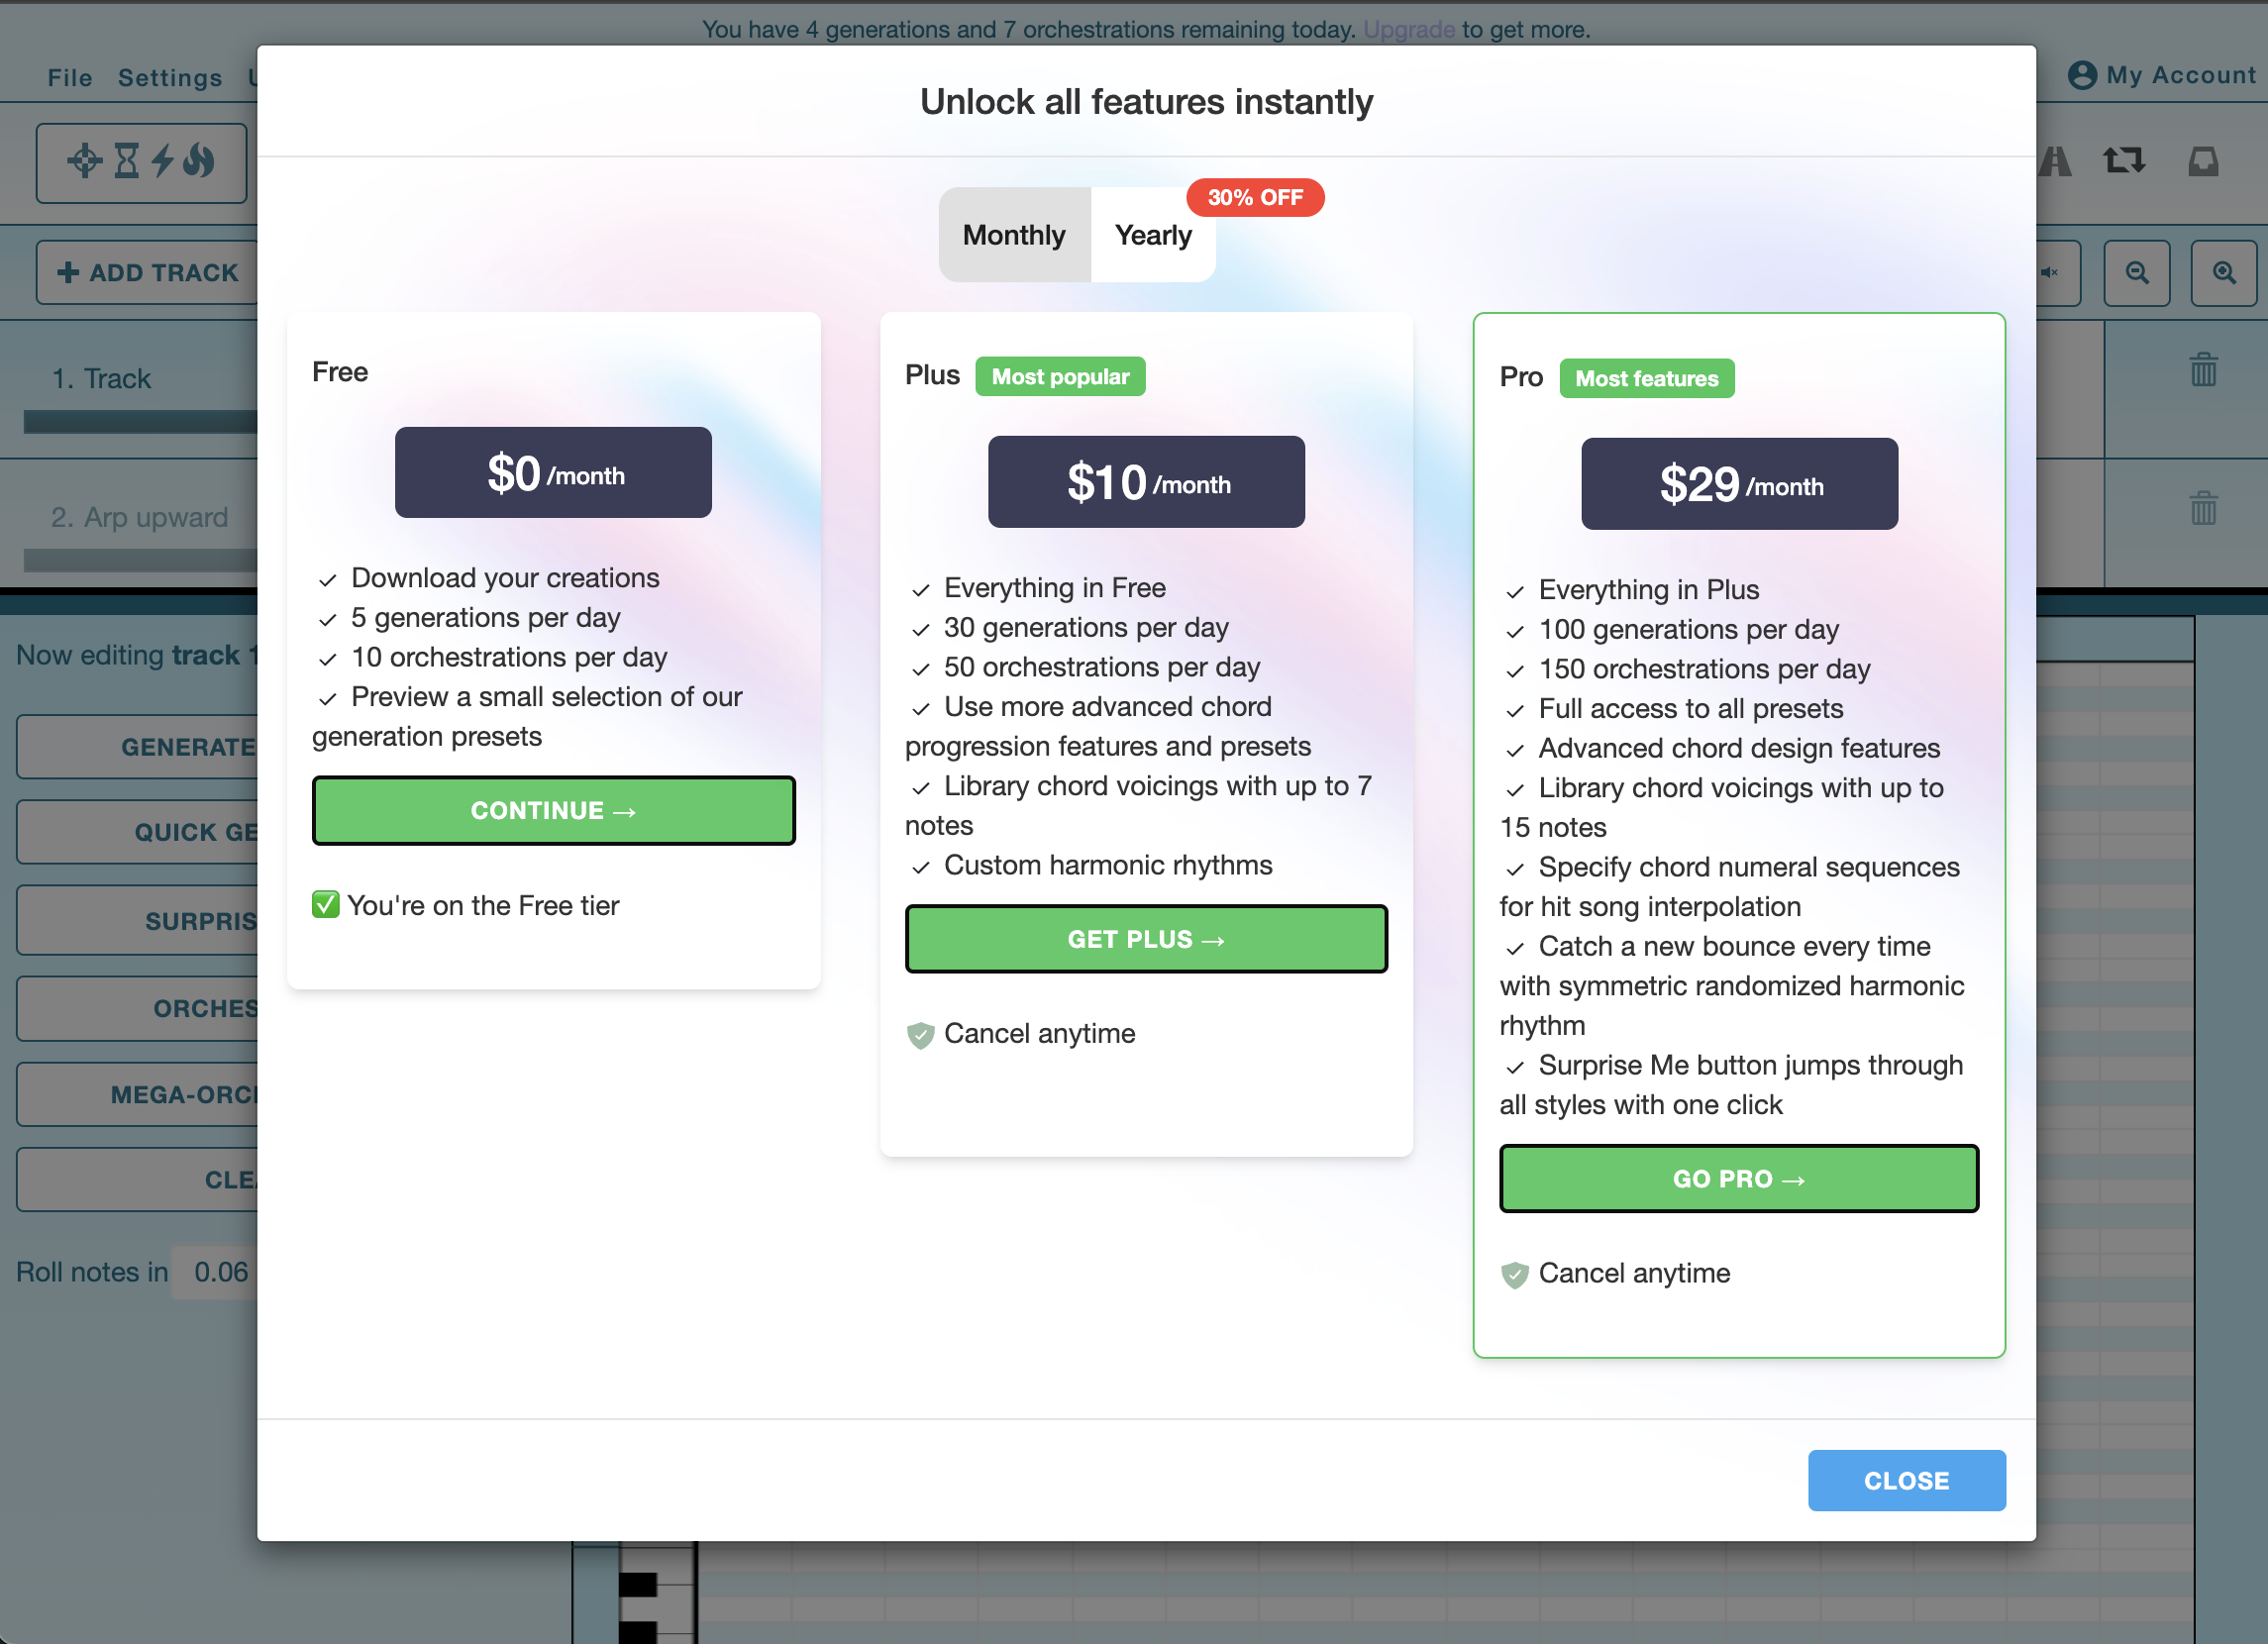 You have 4 generations and 7 orchestrations remaining today. Upgrade to get more.
File Settings
My Account
Unlock all features instantly
30% OFF
Monthly Yearly
ADD TRACK
1. Track
2. Arp upward
Now editing track 1
GENERATE
QUICK GE
SURPRIS
ORCHES
MEGA-ORC
CLE
Roll notes in 0.06
Free
$0 /month
✓ Download your creations
✓ 5 generations per day
✓ 10 orchestrations per day
✓ Preview a small selection of our
generation presets
CONTINUE →
✅ You're on the Free tier
Plus Most popular
$10 /month
✓ Everything in Free
✓ 30 generations per day
✓ 50 orchestrations per day
✓ Use more advanced chord
progression features and presets
✓ Library chord voicings with up to 7
notes
✓ Custom harmonic rhythms
GET PLUS →
Cancel anytime
Pro Most features
$29 /month
✓ Everything in Plus
✓ 100 generations per day
✓ 150 orchestrations per day
✓ Full access to all presets
✓ Advanced chord design features
✓ Library chord voicings with up to
15 notes
✓ Specify chord numeral sequences
for hit song interpolation
✓ Catch a new bounce every time
with symmetric randomized harmonic
rhythm
✓ Surprise Me button jumps through
all styles with one click
GO PRO →
Cancel anytime
CLOSE